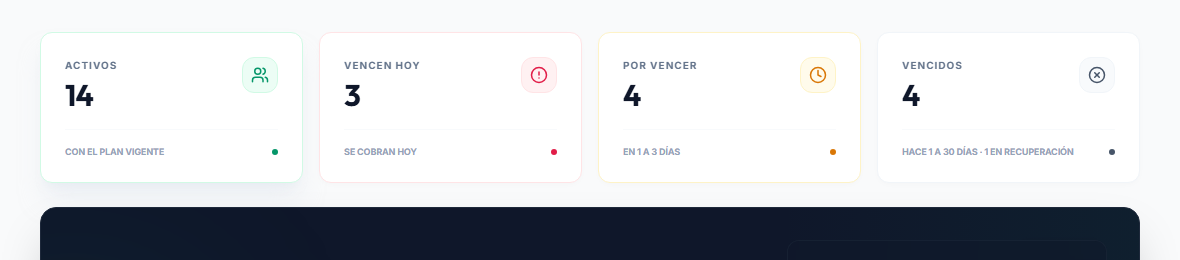 ACTIVOS
14
CON EL PLAN VIGENTE
VENCEN HOY
3
SE COBRAN HOY
POR VENCER
4
EN 1 A 3 DÍAS
VENCIDOS
4
HACE 1 A 30 DÍAS · 1 EN RECUPERACIÓN